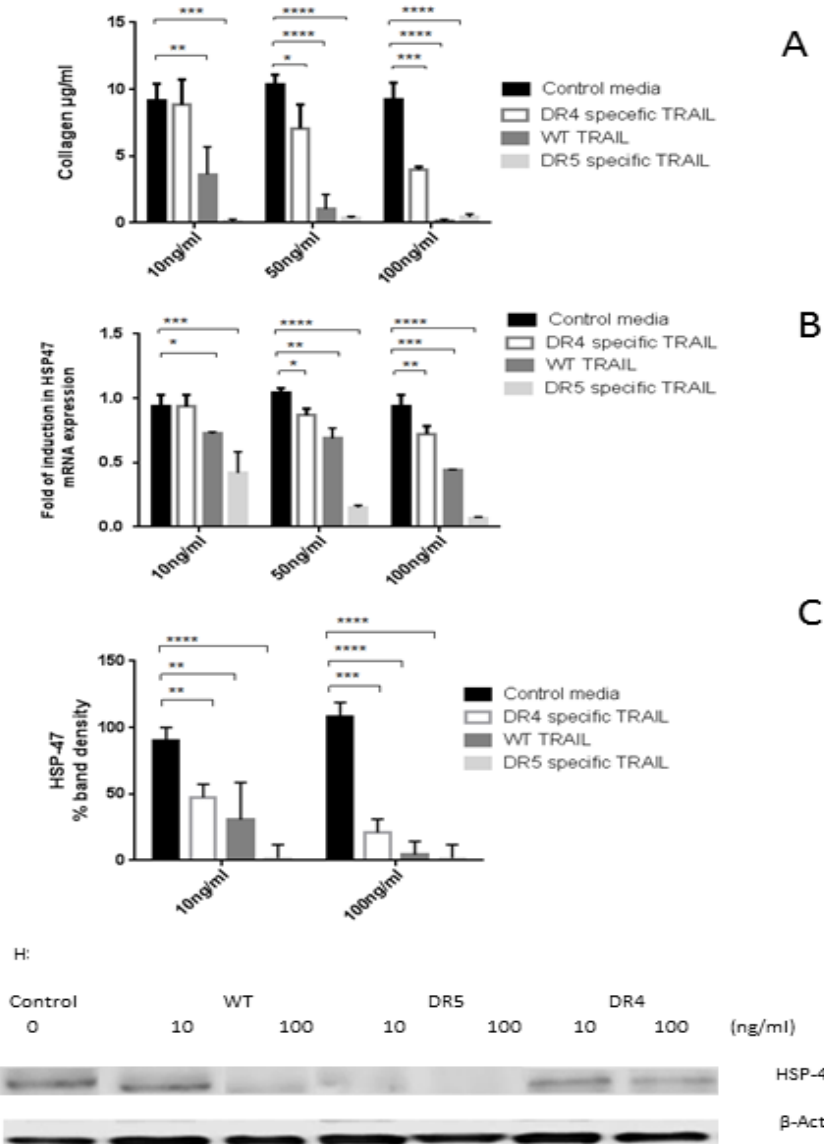 A
15
10
5
0
Collagen µg/ml
***
**
****
****
*
****
****
***
10ng/ml
50ng/ml
100ng/ml
Control media
DR4 specefic TRAIL
WT TRAIL
DR5 specific TRAIL
B
1.5
1.0
0.5
0.0
Fold of induction in HSP47
mRNA expression
***
*
****
**
*
****
***
**
10ng/ml
50ng/ml
100ng/ml
Control media
DR4 specific TRAIL
WT TRAIL
DR5 specific TRAIL
C
150
100
50
0
HSP-47
% band density
****
**
**
****
****
***
10ng/ml
100ng/ml
Control media
DR4 specific TRAIL
WT TRAIL
DR5 specific TRAIL
H:
Control WT DR5 DR4
0 10 100 10 100 10 100 (ng/ml)
HSP-4
β-Act